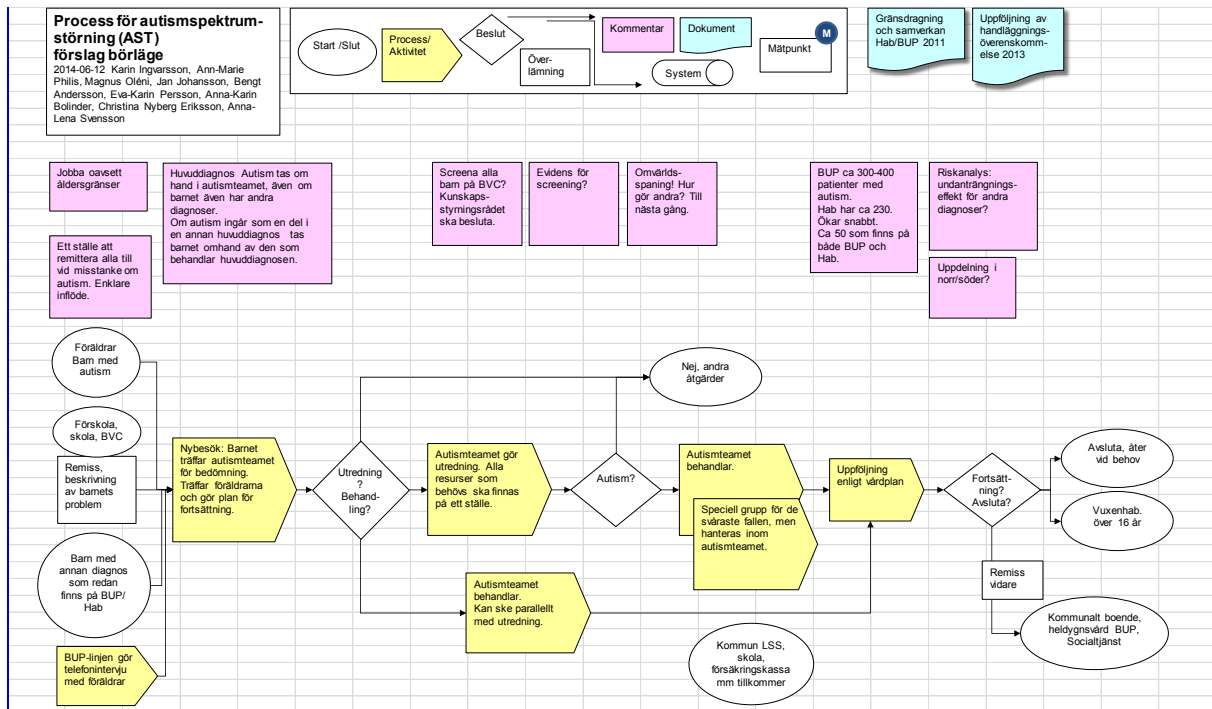 Process för autismspektrum-
störning (AST)
förslag börläge
2014-06-12 Karin Ingvarsson, Ann-Marie
Philis, Magnus Oléni, Jan Johansson, Bengt
Andersson, Eva-Karin Persson, Anna-Karin
Bolinder, Christina Nyberg Eriksson, Anna-
Lena Svensson
Start /Slut
Process/
Aktivitet
Beslut
Över-
lämning
Kommentar
Dokument
System
Mätpunkt
M
Gränsdragning
och samverkan
Hab/BUP 2011
Uppföljning av
handläggnings-
överenskomm-
else 2013
Jobba oavsett
åldersgränser
Huvuddiagnos Autism tas om
hand i autismteamet, även om
barnet även har andra
diagnoser.
Om autism ingår som en del i
en annan huvuddiagnos tas
barnet omhand av den som
behandlar huvuddiagnosen.
Screena alla
barn på BVC?
Kunskaps-
styrningsrådet
ska besluta.
Evidens för
screening?
Omvärlds-
spaning! Hur
gör andra? Till
nästa gång.
BUP ca 300-400
patienter med
autism.
Hab har ca 230.
Ökar snabbt.
Ca 50 som finns på
både BUP och
Hab.
Riskanalys:
undanträngnings-
effekt för andra
diagnoser?
Ett ställe att
remittera alla till
vid misstanke om
autism. Enklare
inflöde.
Uppdelning i
norr/söder?
Föräldrar
Barn med
autism
Förskola,
skola, BVC
Remiss,
beskrivning
av barnets
problem
Barn med
annan diagnos
som redan
finns på BUP/
Hab
BUP-linjen gör
telefonintervju
med föräldrar
Nybesök: Barnet
träffar autismteamet
för bedömning.
Träffar föräldrarna
och gör plan för
fortsättning.
Utredning
?
Behand-
ling?
Autismteamet gör
utredning. Alla
resurser som
behövs ska finnas
på ett ställe.
Autismteamet
behandlar.
Kan ske parallellt
med utredning.
Autism?
Nej, andra
åtgärder
Autismteamet
behandlar.
Speciell grupp för de
svåraste fallen, men
hanteras inom
autismteamet.
Kommun LSS,
skola,
försäkringskassa
mm tillkommer
Uppföljning
enligt vårdplan
Fortsätt-
ning?
Avsluta?
Avsluta, åter
vid behov
Vuxenhab.
över 16 år
Remiss
vidare
Kommunalt boende,
heldygnsvård BUP,
Socialtjänst